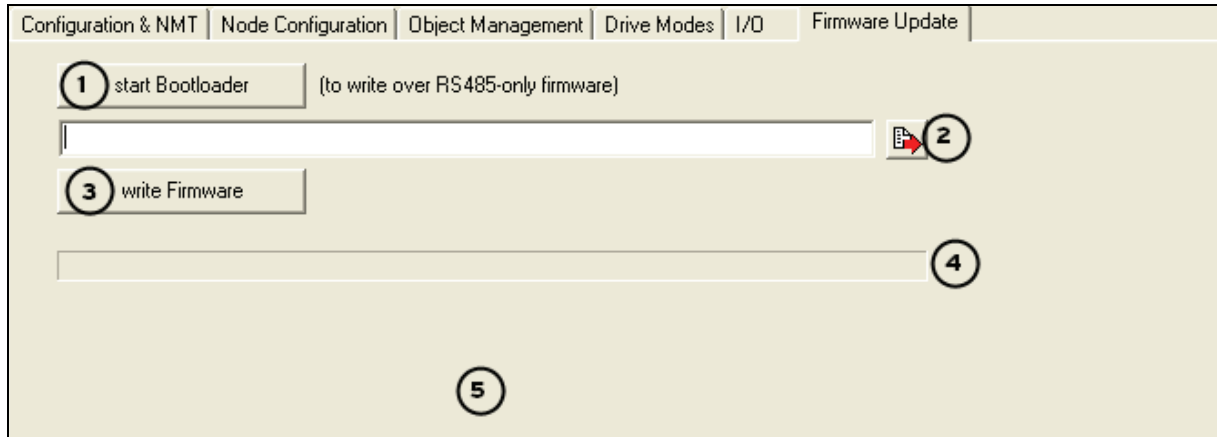 Configuration & NMT Node Configuration Object Management Drive Modes I/O Firmware Update
1 start Bootloader (to write over RS485-only firmware)
2
3 write Firmware
4
5